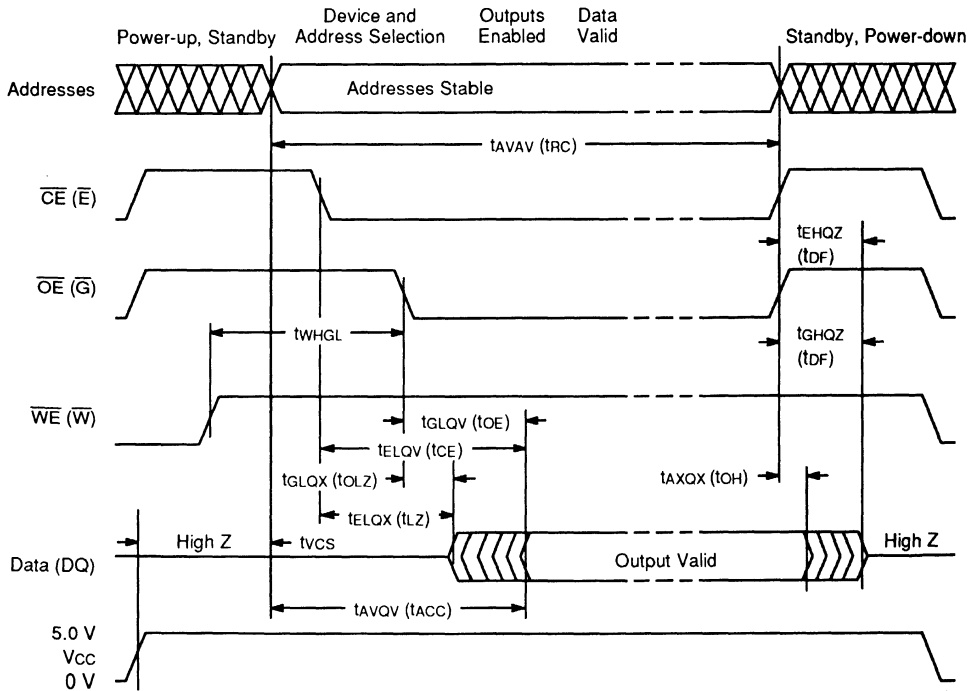 Power-up, Standby
Device and
Address Selection
Outputs
Enabled
Data
Valid
Standby, Power-down
Addresses
Addresses Stable
tAVAV (tRC)
CE (E)
tEHQZ
(tDF)
OE (G)
tWHGL
tGHQZ
(tDF)
WE (W)
tGLQV (tOE)
tELQV (tCE)
tGLQX (tOLZ)
tAXQX (tOH)
tELQX (tLZ)
High Z
tVCS
High Z
Data (DQ)
Output Valid
tAVQV (tACC)
5.0 V
VCC
0 V